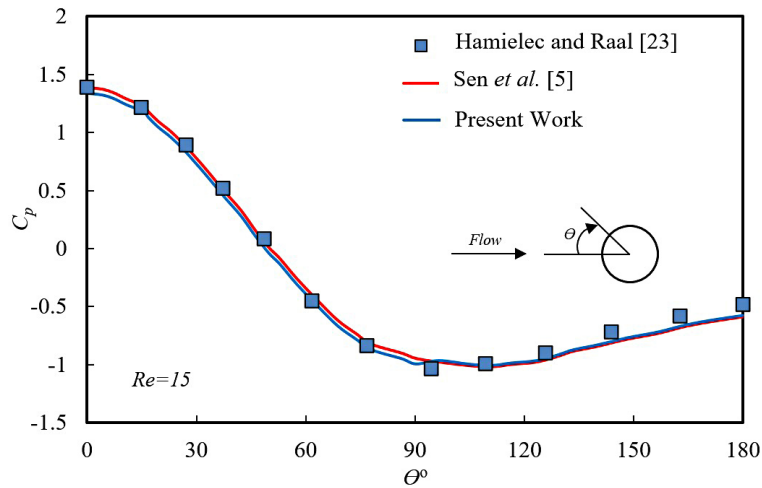 2
1.5
1
0.5
0
-0.5
-1
-1.5
Cp
Hamielec and Raal [23]
Sen et al. [5]
Present Work
Flow
Θ
Re=15
0 30 60 90 120 150 180
Θº